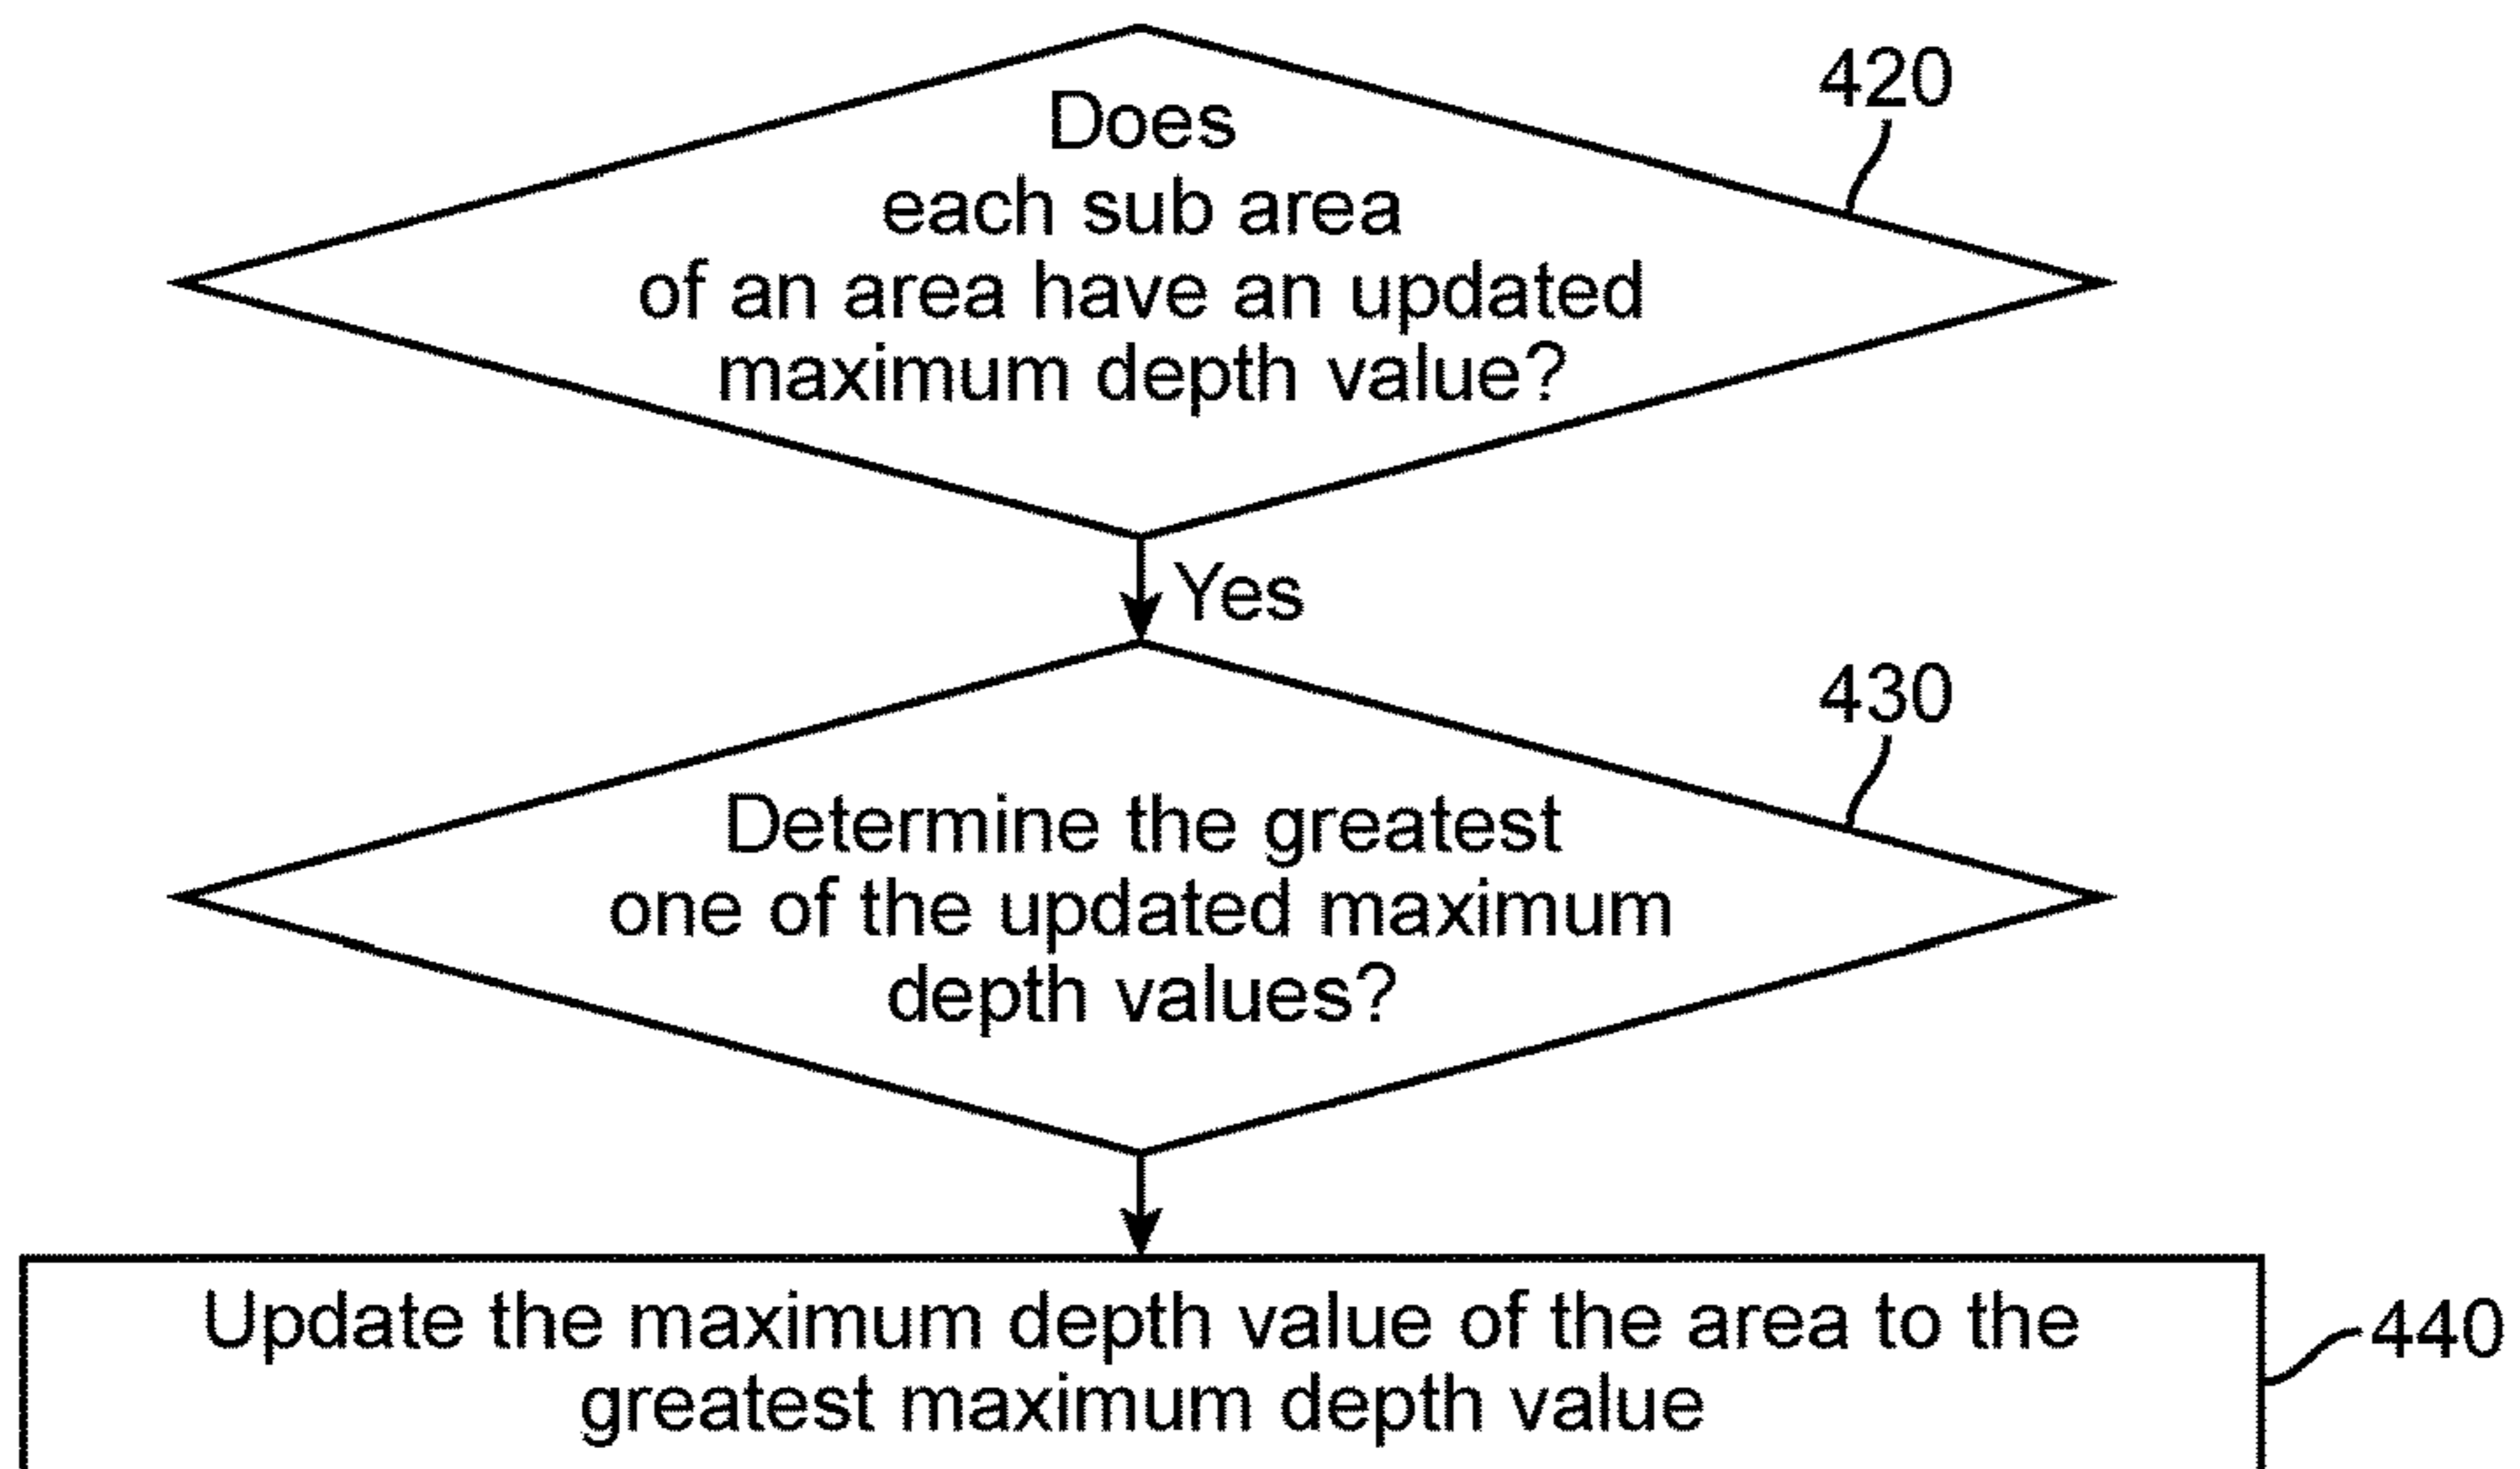 420
Does
each sub area
of an area have an updated
maximum depth value?
Yes
430
Determine the greatest
one of the updated maximum
depth values?
Update the maximum depth value of the area to the
greatest maximum depth value
440